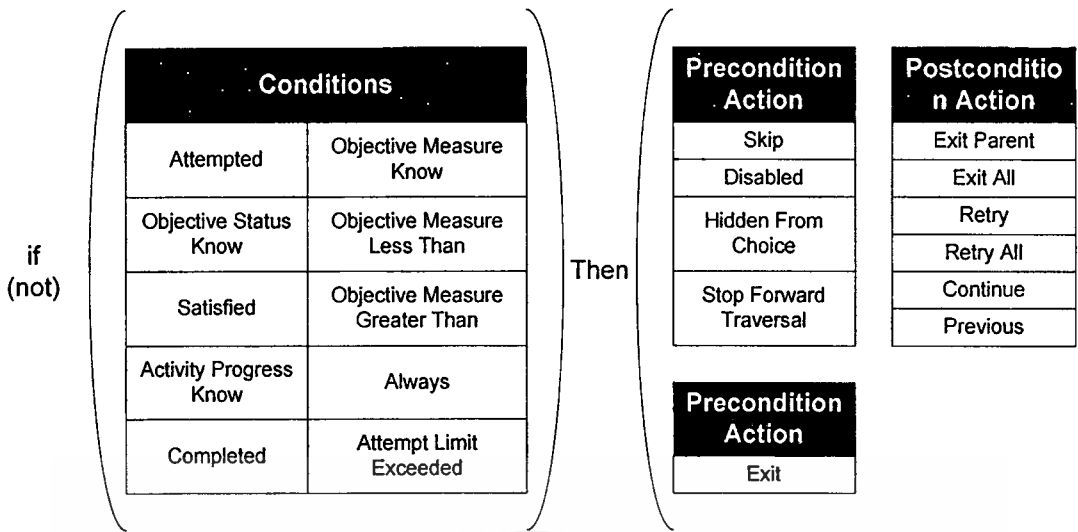 if
(not)
Conditions
Attempted
Objective Measure
Know
Objective Status
Know
Objective Measure
Less Than
Satisfied
Objective Measure
Greater Than
Activity Progress
Know
Always
Completed
Attempt Limit
Exceeded
Then
Precondition
Action
Skip
Disabled
Hidden From
Choice
Stop Forward
Traversal
Postconditio
n Action
Exit Parent
Exit All
Retry
Retry All
Continue
Previous
Precondition
Action
Exit